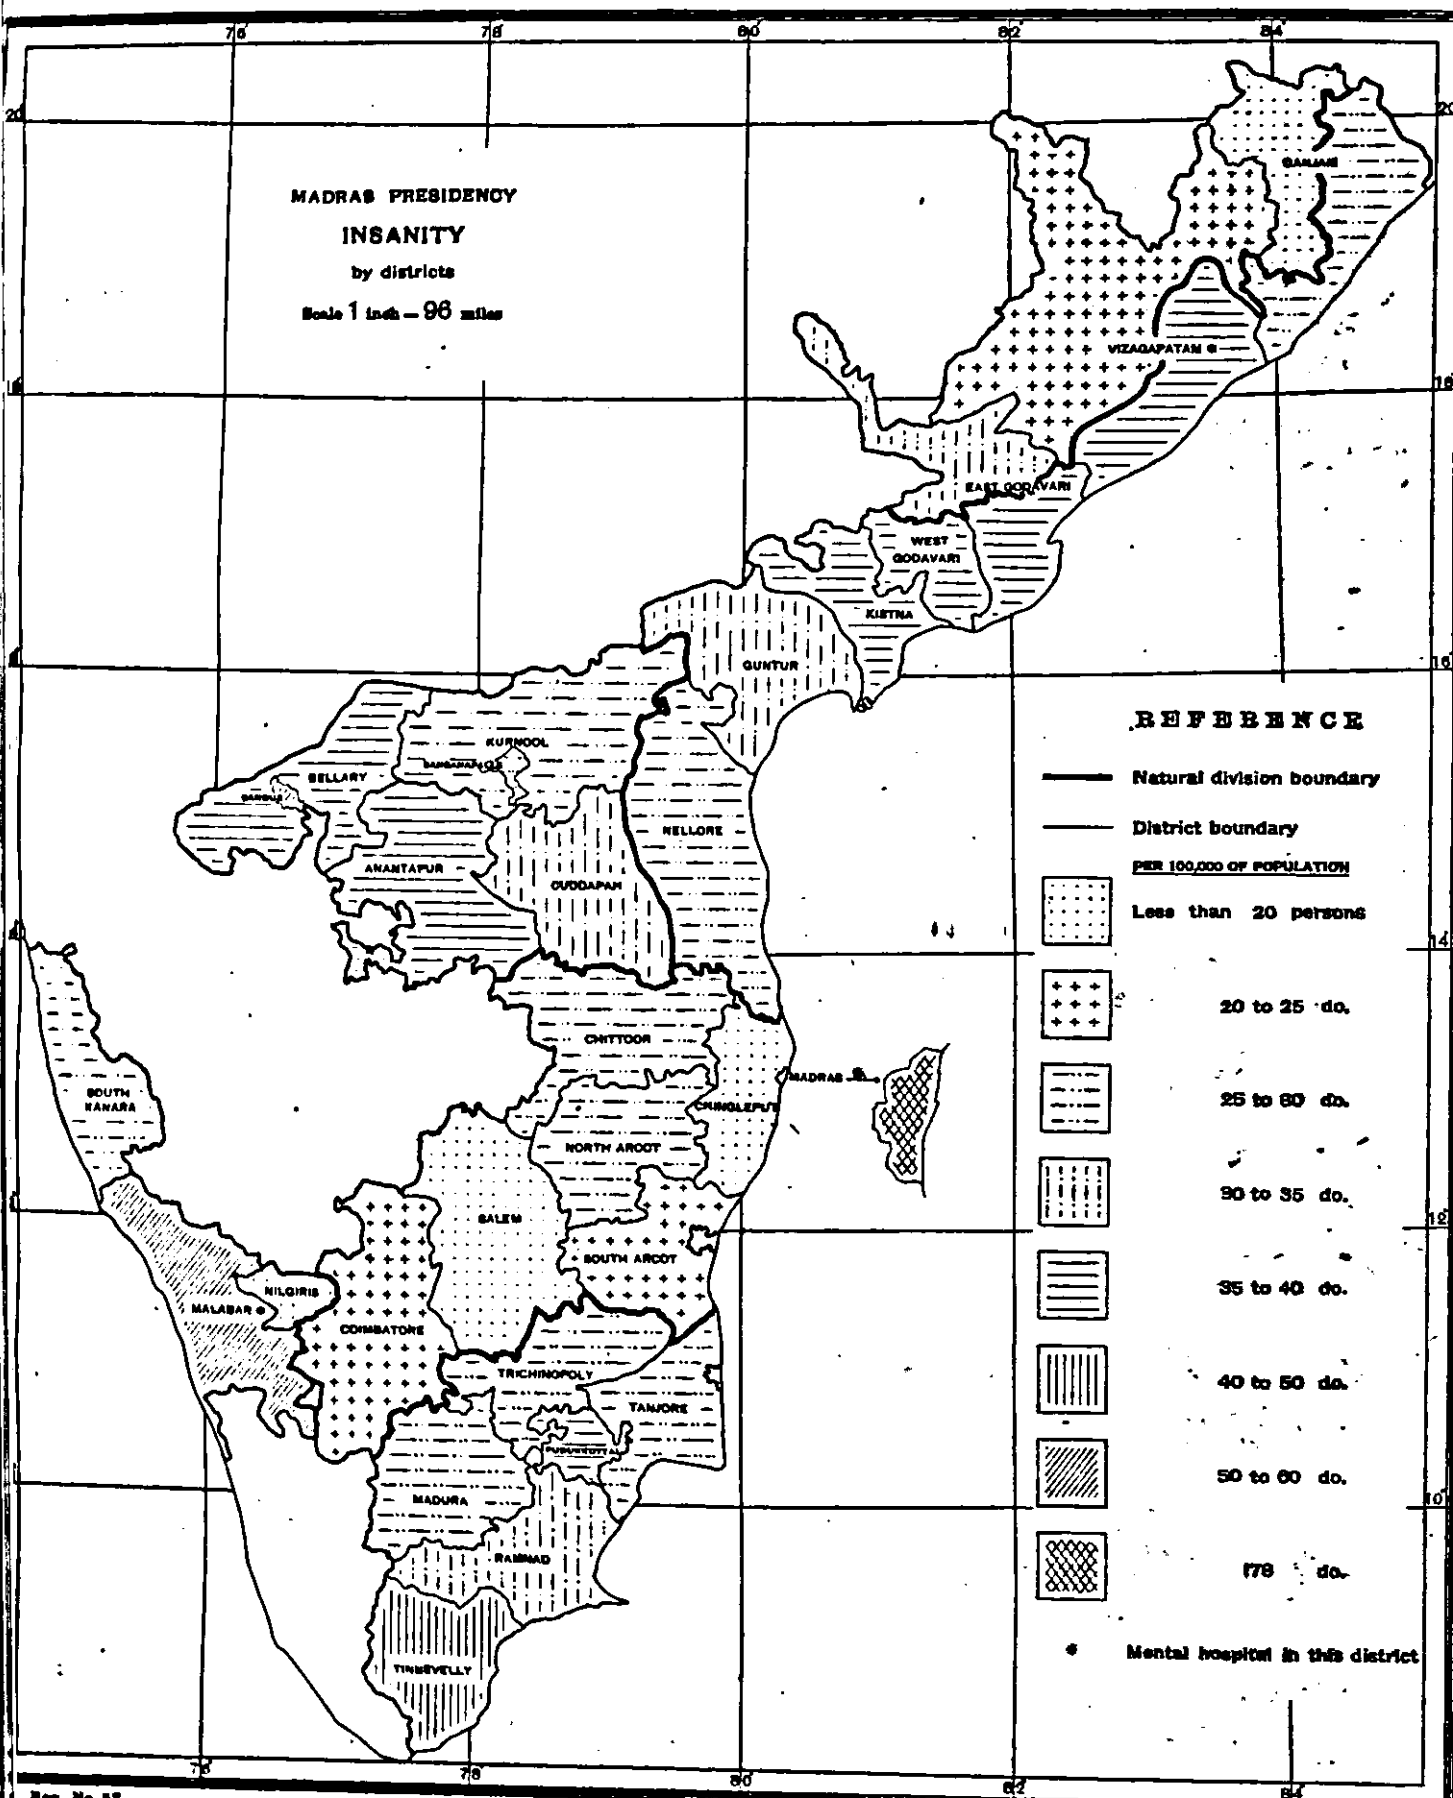 76 78 80 82 84
20 20
MADRAS PRESIDENCY
INSANITY
by districts
Scale 1 inch — 96 miles
GANJAM
VIZAGAPATAM
18
EAST GODAVARI
WEST
GODAVARI
KISTNA
GUNTUR
16
REFERENCE
KURNOOL
BELLARY
Natural division boundary
NELLORE
District boundary
ANANTAPUR
PER 100,000 OF POPULATION
CUDDAPAH
Less than 20 persons
14
20 to 25 do.
CHITTOOR
MADRAS
SOUTH
KANARA
CHINGLEPUT
25 to 30 do.
NORTH ARCOT
30 to 35 do.
SALEM
12
SOUTH ARCOT
NILGIRIS
MALABAR
35 to 40 do.
COIMBATORE
TRICHINOPOLY
40 to 50 do.
TANJORE
PUDUKKOTTAI
50 to 60 do.
MADURA
10
RAMNAD
178 do.
Mental hospital in this district
TINNEVELLY
76 78 80 82 84